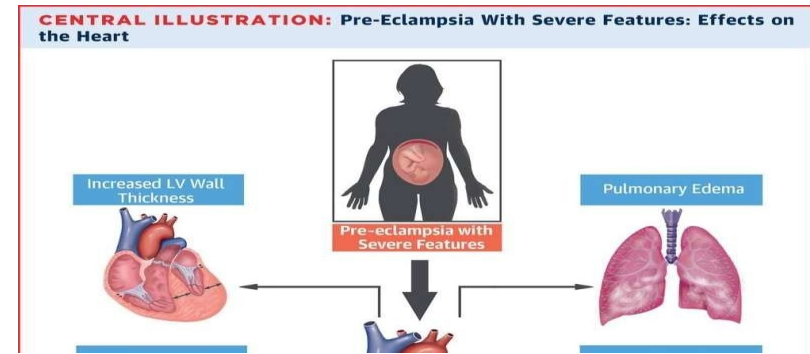 CENTRAL ILLUSTRATION: Pre-Eclampsia With Severe Features: Effects on
the Heart
Increased LV Wall
Thickness
Pre-eclampsia with
Severe Features
Pulmonary Edema